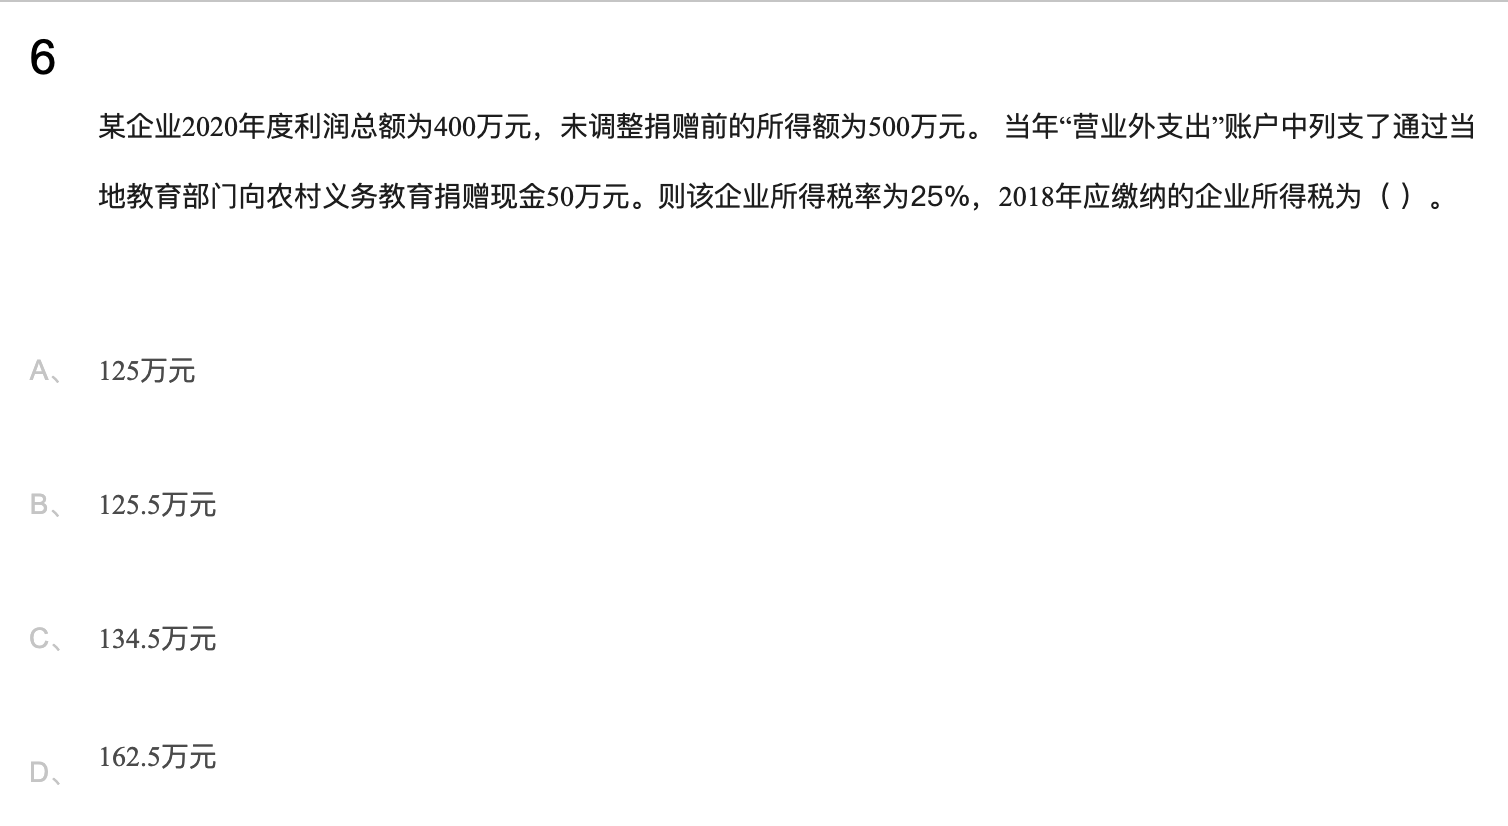 6
某企业2020年度利润总额为400万元，未调整捐赠前的所得额为500万元。 当年“营业外支出”账户中列支了通过当
地教育部门向农村义务教育捐赠现金50万元。则该企业所得税率为25%，2018年应缴纳的企业所得税为（ ）。
A、 125万元
B、 125.5万元
C、 134.5万元
D、 162.5万元